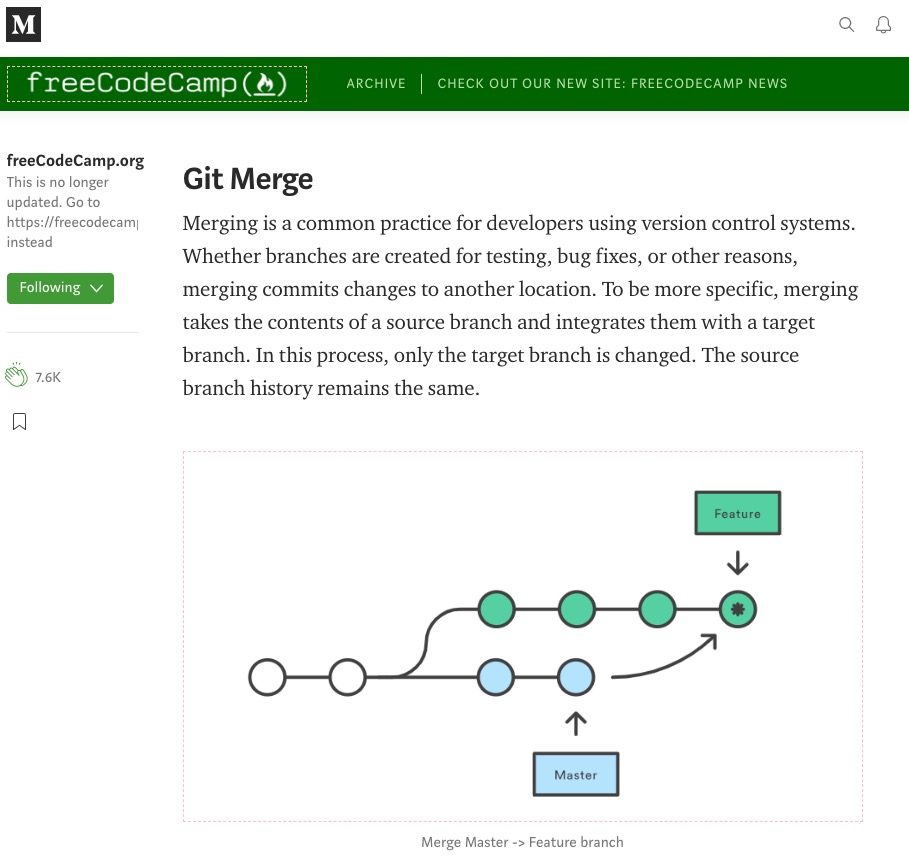 M
freeCodeCamp(🔥)
ARCHIVE
CHECK OUT OUR NEW SITE: FREECODECAMP NEWS
freeCodeCamp.org
This is no longer
updated. Go to
https://freecodecamp
instead
Following
7.6K
Git Merge
Merging is a common practice for developers using version control systems.
Whether branches are created for testing, bug fixes, or other reasons,
merging commits changes to another location. To be more specific, merging
takes the contents of a source branch and integrates them with a target
branch. In this process, only the target branch is changed. The source
branch history remains the same.
Feature
*
Master
Merge Master -> Feature branch